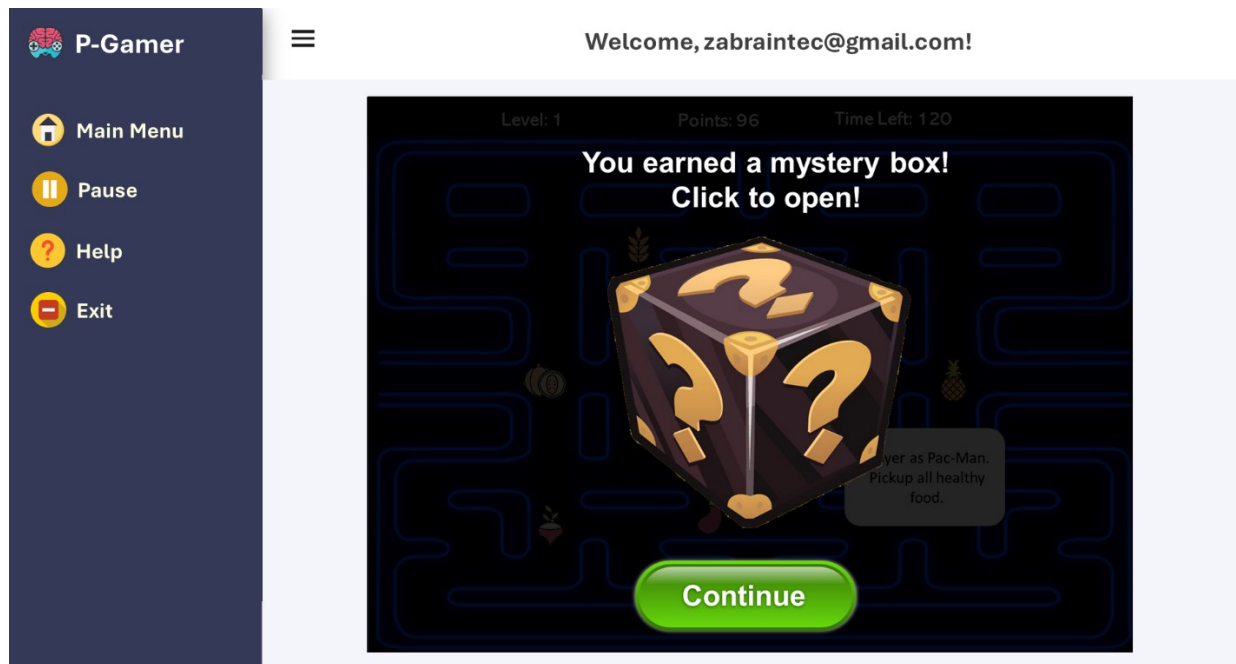 P-Gamer
Welcome, zabraintec@gmail.com!
Main Menu
Pause
Help
Exit
Level: 1
Points: 96
Time Left: 120
You earned a mystery box!
Click to open!
as Pac-Man.
Pickup all healthy
food.
Continue